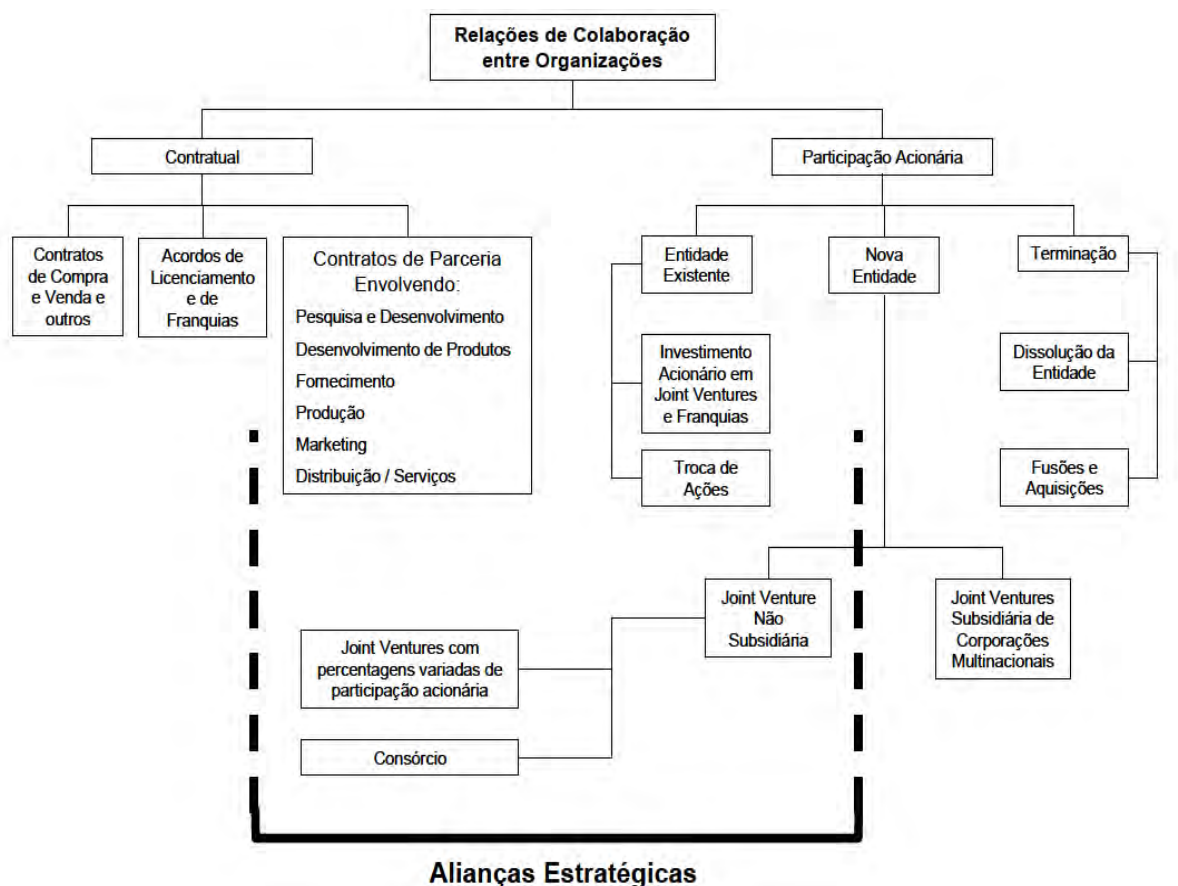 Relações de Colaboração
entre Organizações
Contratual
Participação Acionária
Contratos
de Compra
e Venda e
outros
Acordos de
Licenciamento
e de
Franquias
Contratos de Parceria
Envolvendo:
Pesquisa e Desenvolvimento
Desenvolvimento de Produtos
Fornecimento
Produção
Marketing
Distribuição / Serviços
Entidade
Existente
Investimento
Acionário em
Joint Ventures
e Franquias
Troca de
Ações
Nova
Entidade
Terminação
Dissolução da
Entidade
Fusões e
Aquisições
Joint Venture
Não
Subsidiária
Joint Ventures
Subsidiária de
Corporações
Multinacionais
Joint Ventures com
percentagens variadas de
participação acionária
Consórcio
Alianças Estratégicas